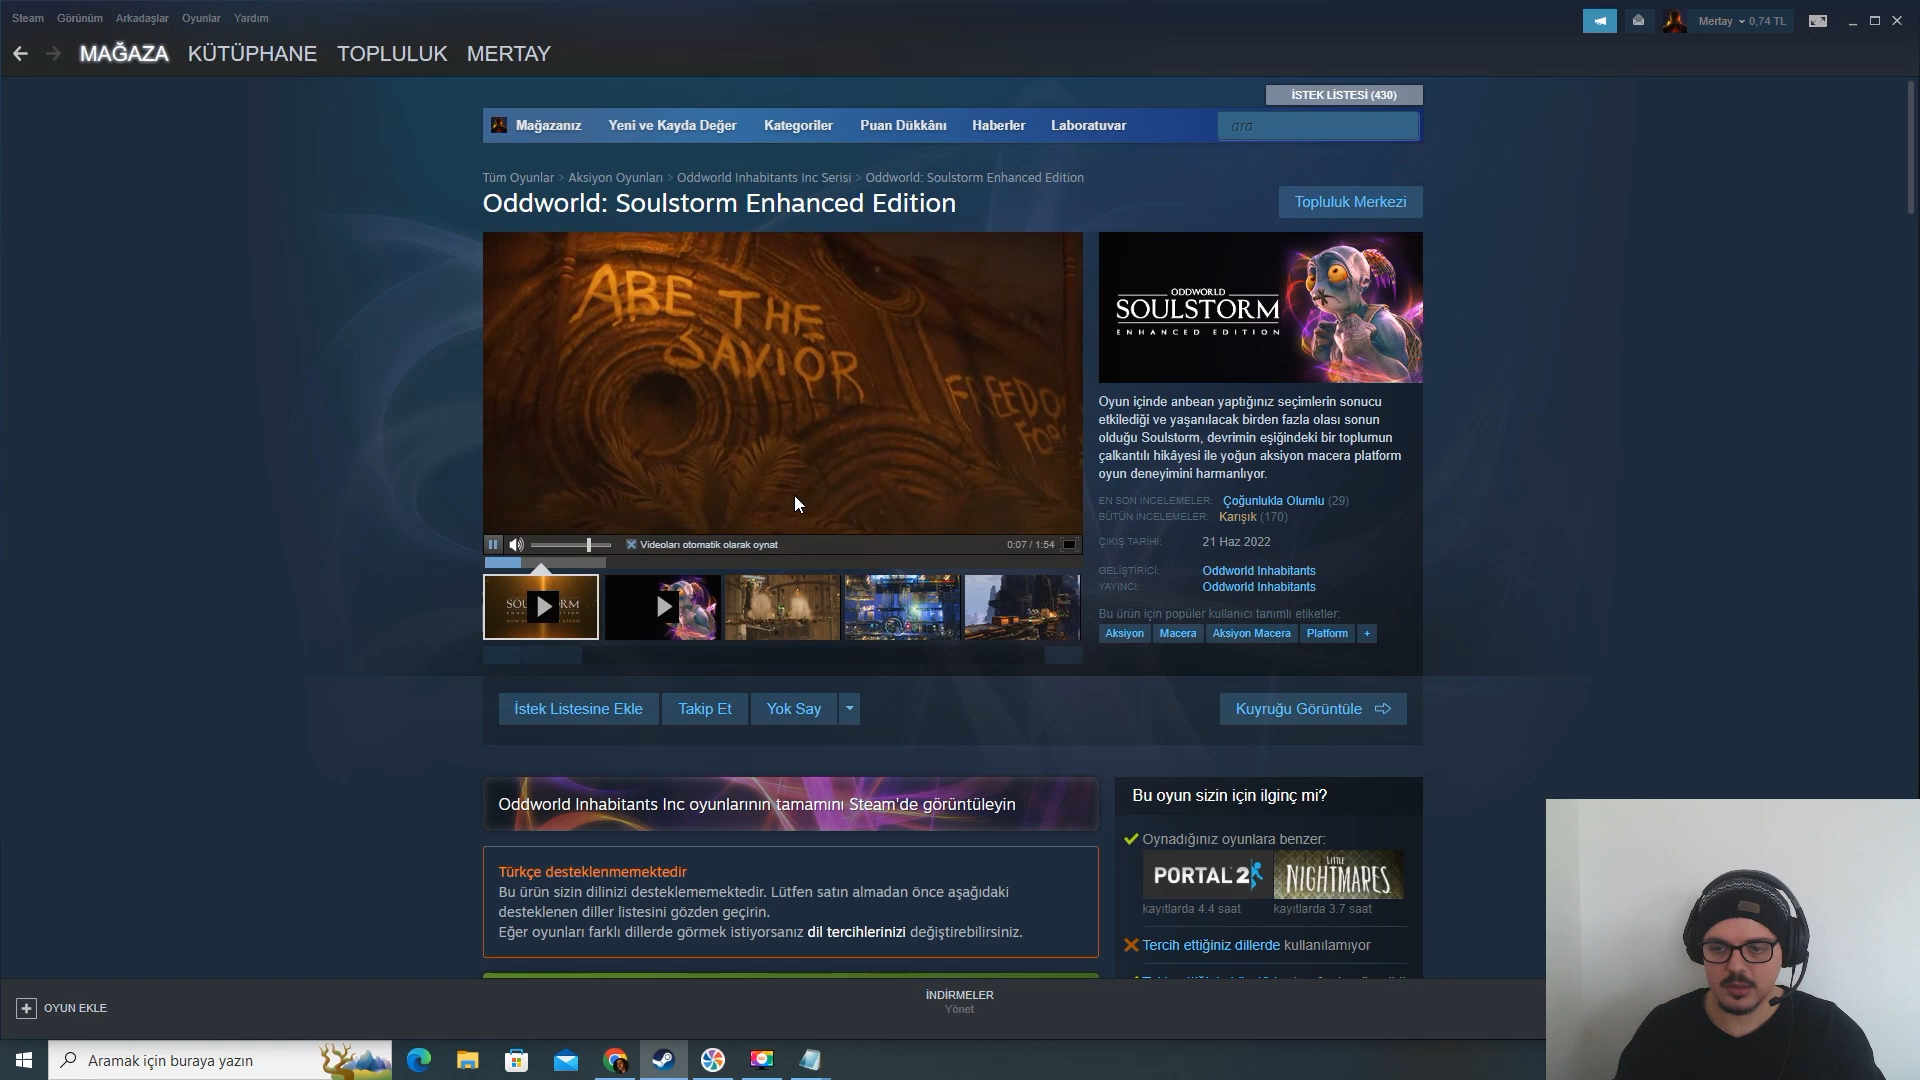 Steam Görünüm Arkadaşlar Oyunlar Yardım
Mertay 0,74 TL
MAĞAZA KÜTÜPHANE TOPLULUK MERTAY
İSTEK LİSTESİ (430)
Mağazanız Yeni ve Kayda Değer Kategoriler Puan Dükkânı Haberler Laboratuvar ara
Tüm Oyunlar > Aksiyon Oyunları > Oddworld Inhabitants Inc Serisi > Oddworld: Soulstorm Enhanced Edition
Oddworld: Soulstorm Enhanced Edition
Topluluk Merkezi
ABE THE
SAVIOR
ODDWORLD
SOULSTORM
ENHANCED EDITION
Oyun içinde anbean yaptığınız seçimlerin sonucu
etkilediği ve yaşanılacak birden fazla olası sonun
olduğu Soulstorm, devrimin eşiğindeki bir toplumun
çalkantılı hikâyesi ile yoğun aksiyon macera platform
oyun deneyimini harmanlıyor.
EN SON İNCELEMELER: Çoğunlukla Olumlu (29)
BÜTÜN İNCELEMELER: Karışık (170)
ÇIKIŞ TARİHİ: 21 Haz 2022
GELİŞTİRİCİ: Oddworld Inhabitants
YAYINCI: Oddworld Inhabitants
Bu ürün için popüler kullanıcı tanımlı etiketler:
Aksiyon Macera Aksiyon Macera Platform +
Videoları otomatik olarak oynat 0:07 / 1:54
İstek Listesine Ekle Takip Et Yok Say Kuyruğu Görüntüle
Oddworld Inhabitants Inc oyunlarının tamamını Steam'de görüntüleyin
Türkçe desteklenmemektedir
Bu ürün sizin dilinizi desteklememektedir. Lütfen satın almadan önce aşağıdaki
desteklenen diller listesini gözden geçirin.
Eğer oyunları farklı dillerde görmek istiyorsanız dil tercihlerinizi değiştirebilirsiniz.
Bu oyun sizin için ilginç mi?
Oynadığınız oyunlara benzer:
PORTAL 2 LITTLE NIGHTMARES
kayıtlarda 4.4 saat kayıtlarda 3.7 saat
Tercih ettiğiniz dillerde kullanılamıyor
OYUN EKLE
İNDİRMELER
Yönet
Aramak için buraya yazın